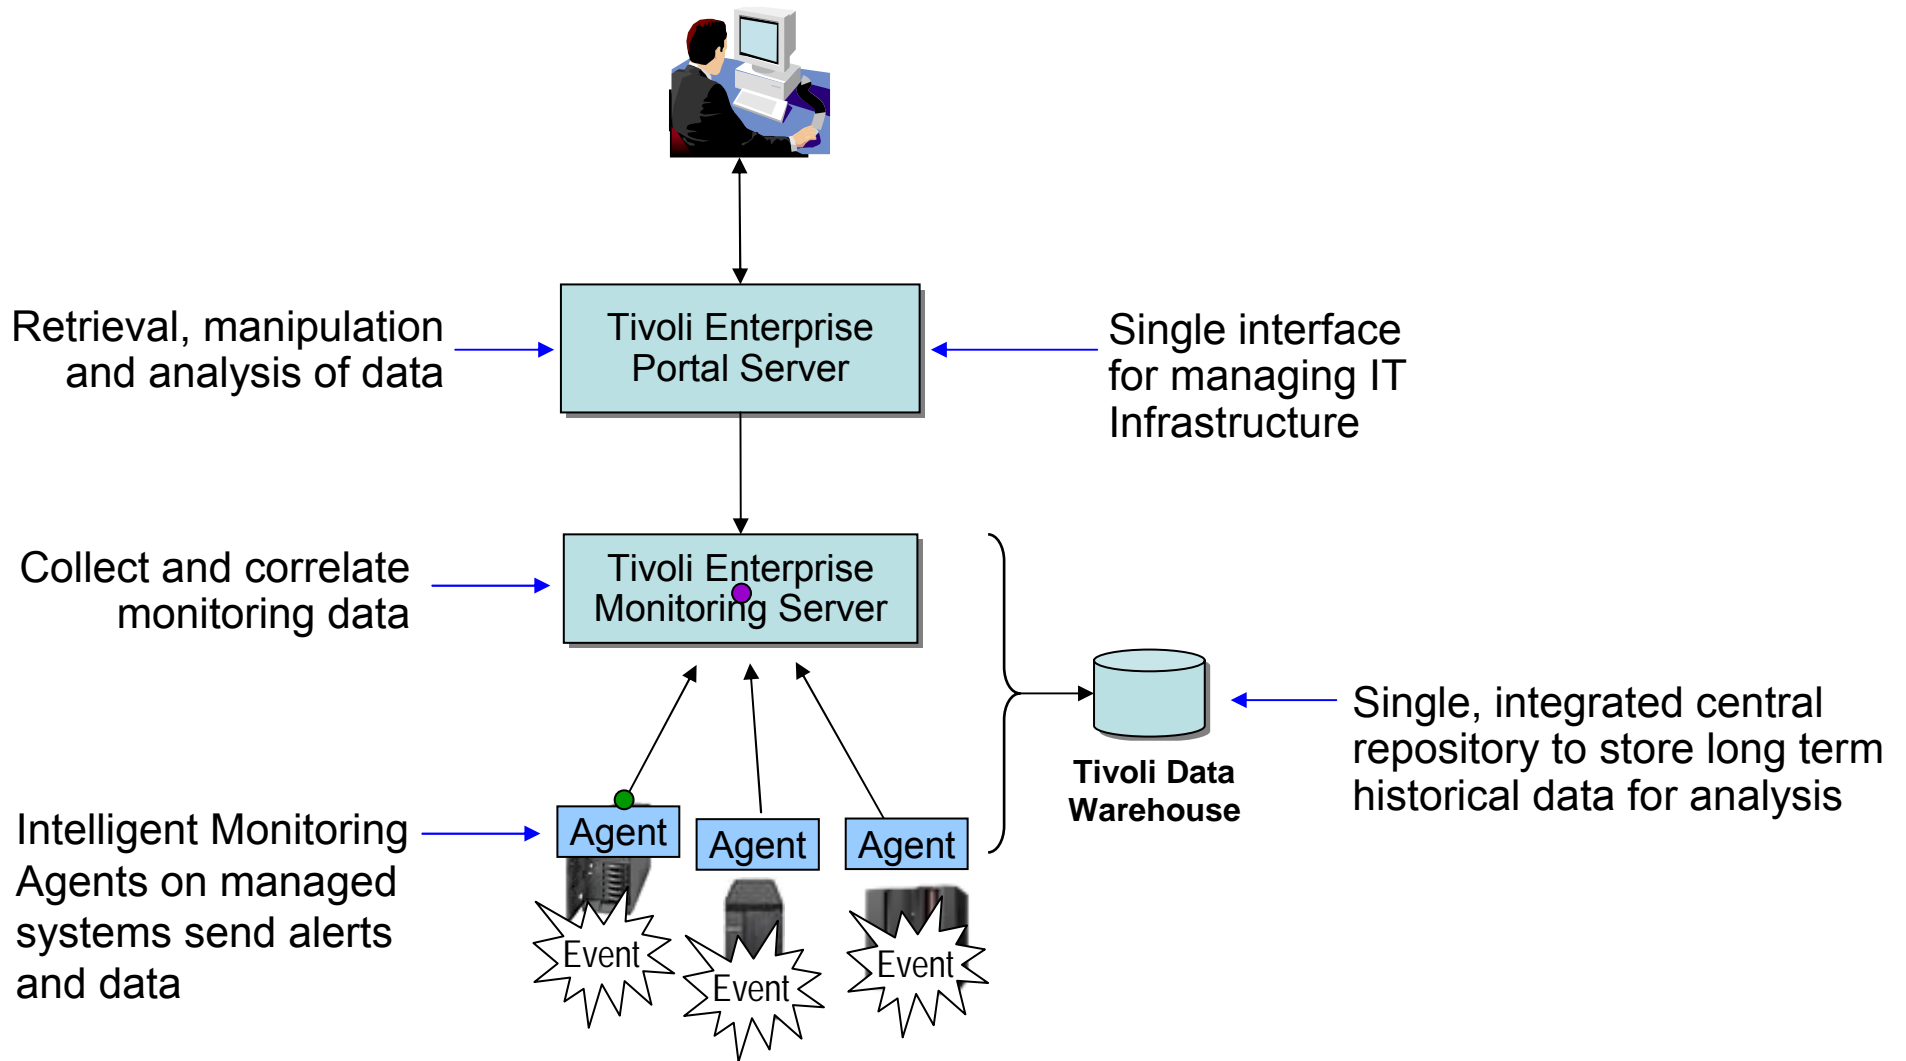 Retrieval, manipulation
and analysis of data
Tivoli Enterprise
Portal Server
Single interface
for managing IT
Infrastructure
Collect and correlate
monitoring data
Tivoli Enterprise
Monitoring Server
Single, integrated central
repository to store long term
historical data for analysis
Tivoli Data
Warehouse
Intelligent Monitoring
Agents on managed
systems send alerts
and data
Agent
Agent
Agent
Event
Event
Event